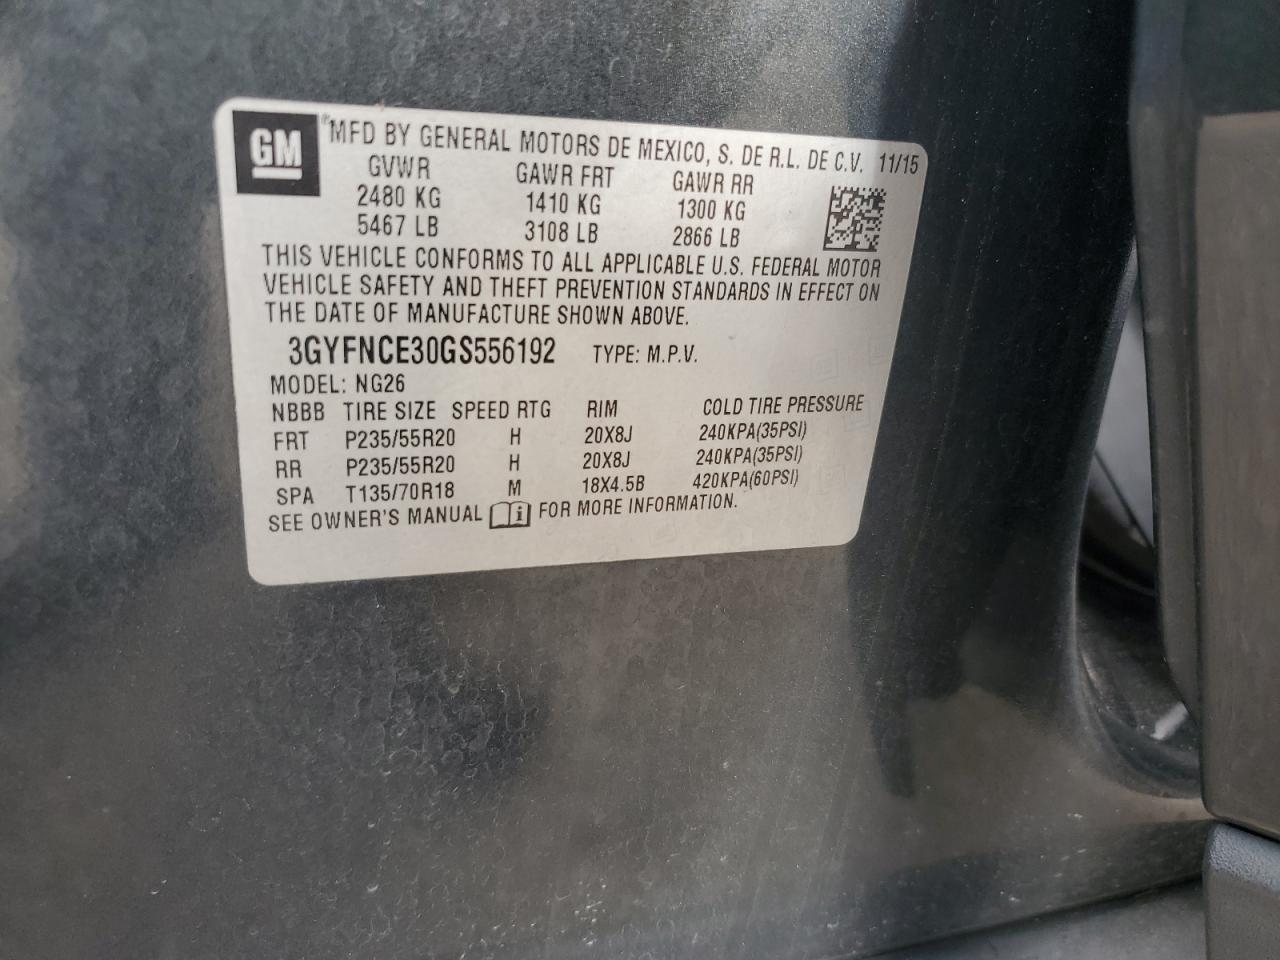 GM ® MFD BY GENERAL MOTORS DE MEXICO, S. DE R.L. DE C.V. 11/15
GVWR GAWR FRT GAWR RR
2480 KG 1410 KG 1300 KG
5467 LB 3108 LB 2866 LB
THIS VEHICLE CONFORMS TO ALL APPLICABLE U.S. FEDERAL MOTOR
VEHICLE SAFETY AND THEFT PREVENTION STANDARDS IN EFFECT ON
THE DATE OF MANUFACTURE SHOWN ABOVE.
3GYFNCE30GS556192 TYPE: M.P.V.
MODEL: NG26
NBBB TIRE SIZE SPEED RTG RIM COLD TIRE PRESSURE
FRT P235/55R20 H 20X8J 240KPA(35PSI)
RR P235/55R20 H 20X8J 240KPA(35PSI)
SPA T135/70R18 M 18X4.5B 420KPA(60PSI)
SEE OWNER'S MANUAL i FOR MORE INFORMATION.